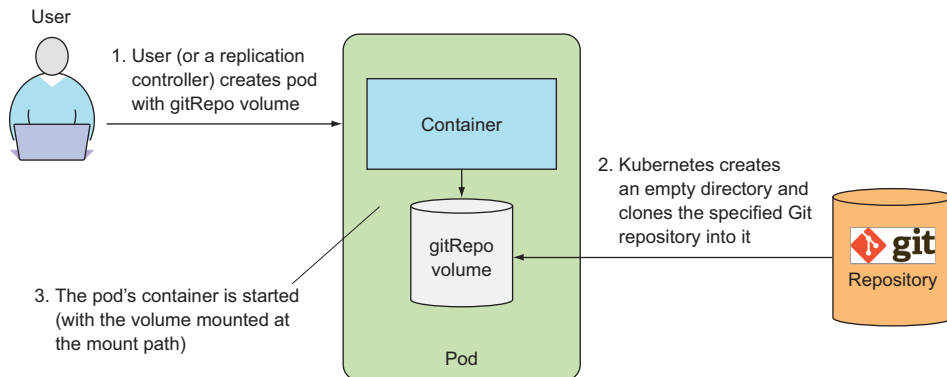 User
1. User (or a replication
controller) creates pod
with gitRepo volume
Container
2. Kubernetes creates
an empty directory and
clones the specified Git
repository into it
gitRepo
volume
git
Repository
3. The pod’s container is started
(with the volume mounted at
the mount path)
Pod